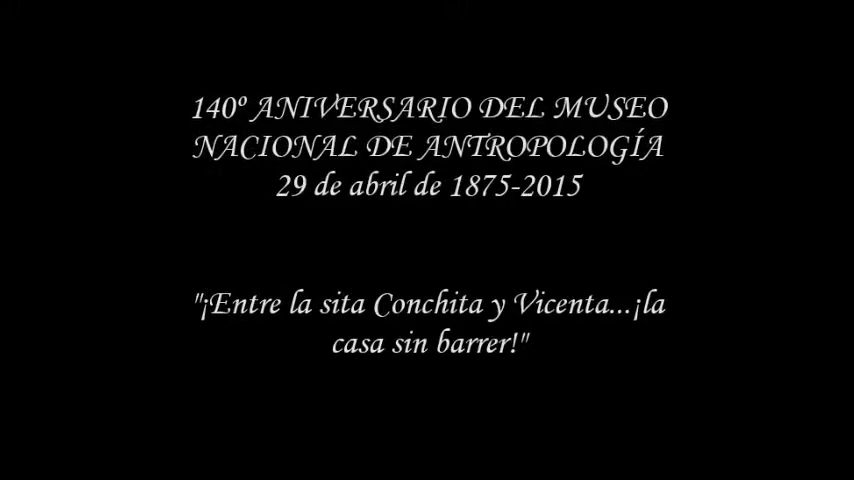 140º ANIVERSARIO DEL MUSEO
NACIONAL DE ANTROPOLOGÍA
29 de abril de 1875-2015
"¡Entre la sita Conchita y Vicenta...¡la
casa sin barrer!"